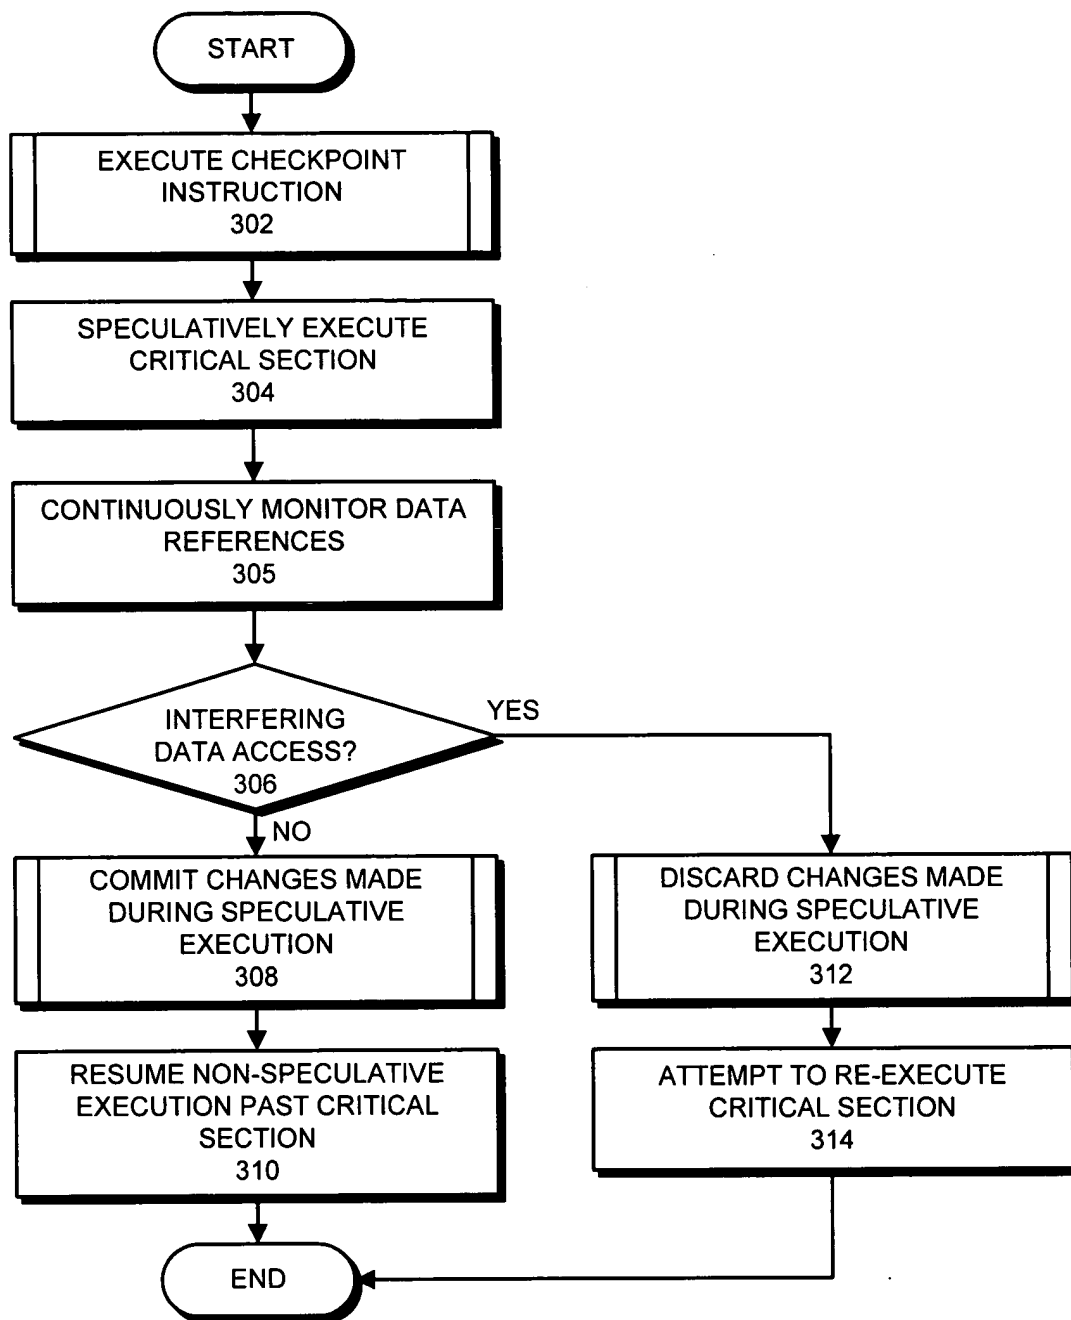 START
EXECUTE CHECKPOINT
INSTRUCTION
302
SPECULATIVELY EXECUTE
CRITICAL SECTION
304
CONTINUOUSLY MONITOR DATA
REFERENCES
305
INTERFERING
DATA ACCESS?
306
YES
NO
COMMIT CHANGES MADE
DURING SPECULATIVE
EXECUTION
308
DISCARD CHANGES MADE
DURING SPECULATIVE
EXECUTION
312
RESUME NON-SPECULATIVE
EXECUTION PAST CRITICAL
SECTION
310
ATTEMPT TO RE-EXECUTE
CRITICAL SECTION
314
END